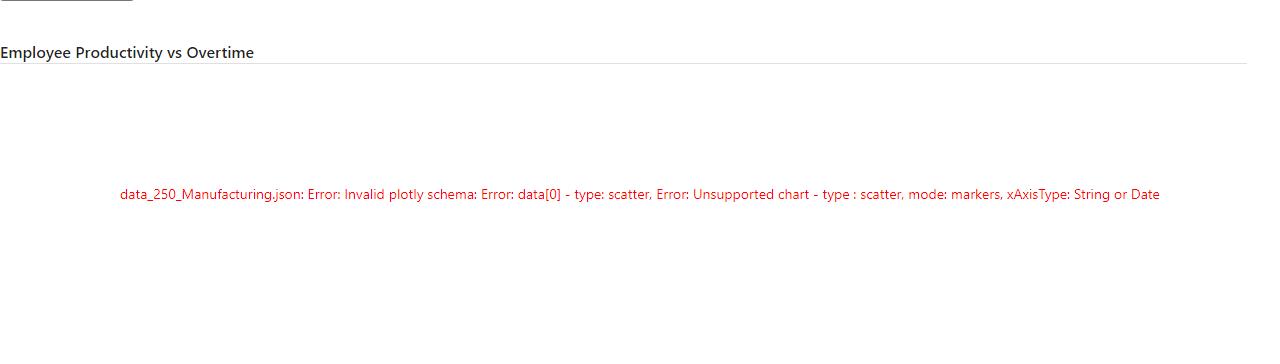 Employee Productivity vs Overtime
data_250_Manufacturing.json: Error: Invalid plotly schema: Error: data[0] - type: scatter, Error: Unsupported chart - type : scatter, mode: markers, xAxisType: String or Date